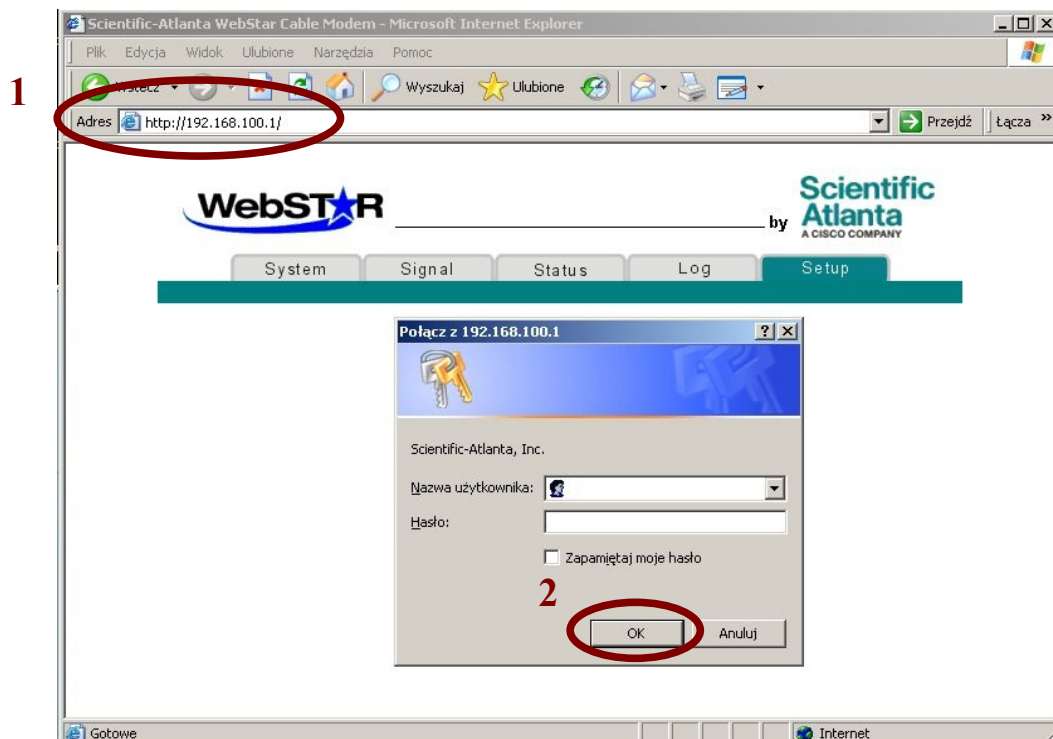 Scientific-Atlanta WebStar Cable Modem - Microsoft Internet Explorer
Plik Edycja Widok Ulubione Narzędzia Pomoc
1
Wstecz Wyszukaj Ulubione
Adres http://192.168.100.1/ Przejdź Łącza »
WebSTAR by Scientific Atlanta
A CISCO COMPANY
System Signal Status Log Setup
Połącz z 192.168.100.1
Scientific-Atlanta, Inc.
Nazwa użytkownika:
Hasło:
Zapamiętaj moje hasło
2
OK Anuluj
Gotowe Internet